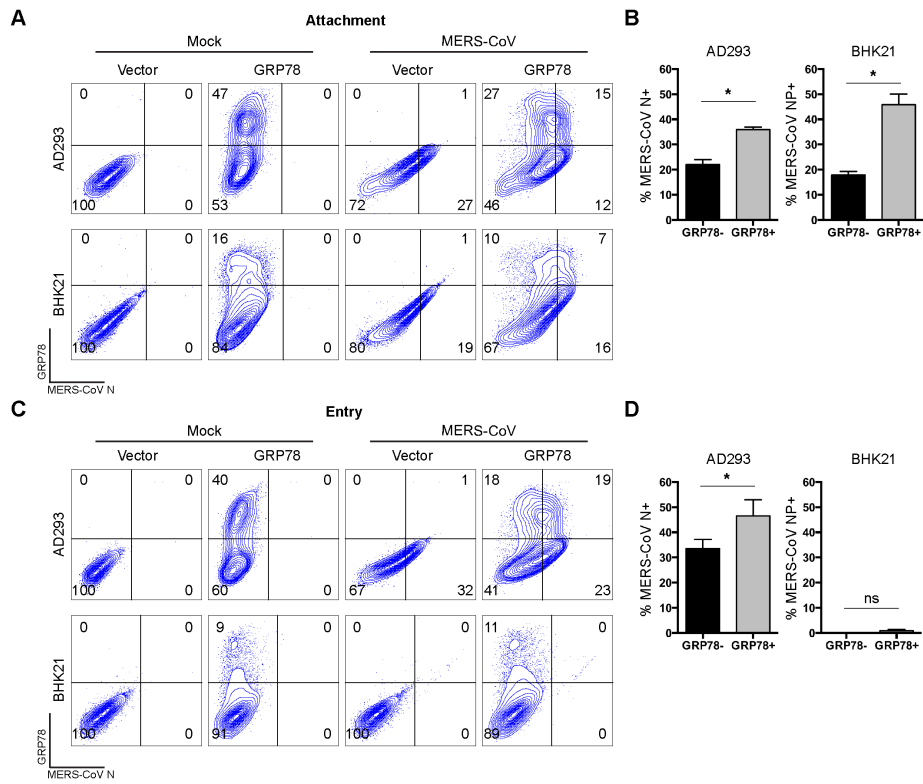 A
Attachment
Mock
MERS-CoV
Vector
GRP78
Vector
GRP78
AD293
0 0
100 0
47 0
53 0
0 1
72 27
27 15
46 12
BHK21
0 0
100 0
16 0
84 0
0 1
80 19
10 7
67 16
GRP78
MERS-CoV N
B
AD293
*
% MERS-CoV N+
60
50
40
30
20
10
0
GRP78- GRP78+
BHK21
*
% MERS-CoV NP+
60
50
40
30
20
10
0
GRP78- GRP78+
C
Entry
Mock
MERS-CoV
Vector
GRP78
Vector
GRP78
AD293
0 0
100 0
40 0
60 0
0 1
67 32
18 19
41 23
BHK21
0 0
100 0
9 0
91 0
0 0
100 0
11 0
89 0
GRP78
MERS-CoV N
D
AD293
*
% MERS-CoV N+
60
50
40
30
20
10
0
GRP78- GRP78+
BHK21
ns
% MERS-CoV NP+
60
50
40
30
20
10
0
GRP78- GRP78+